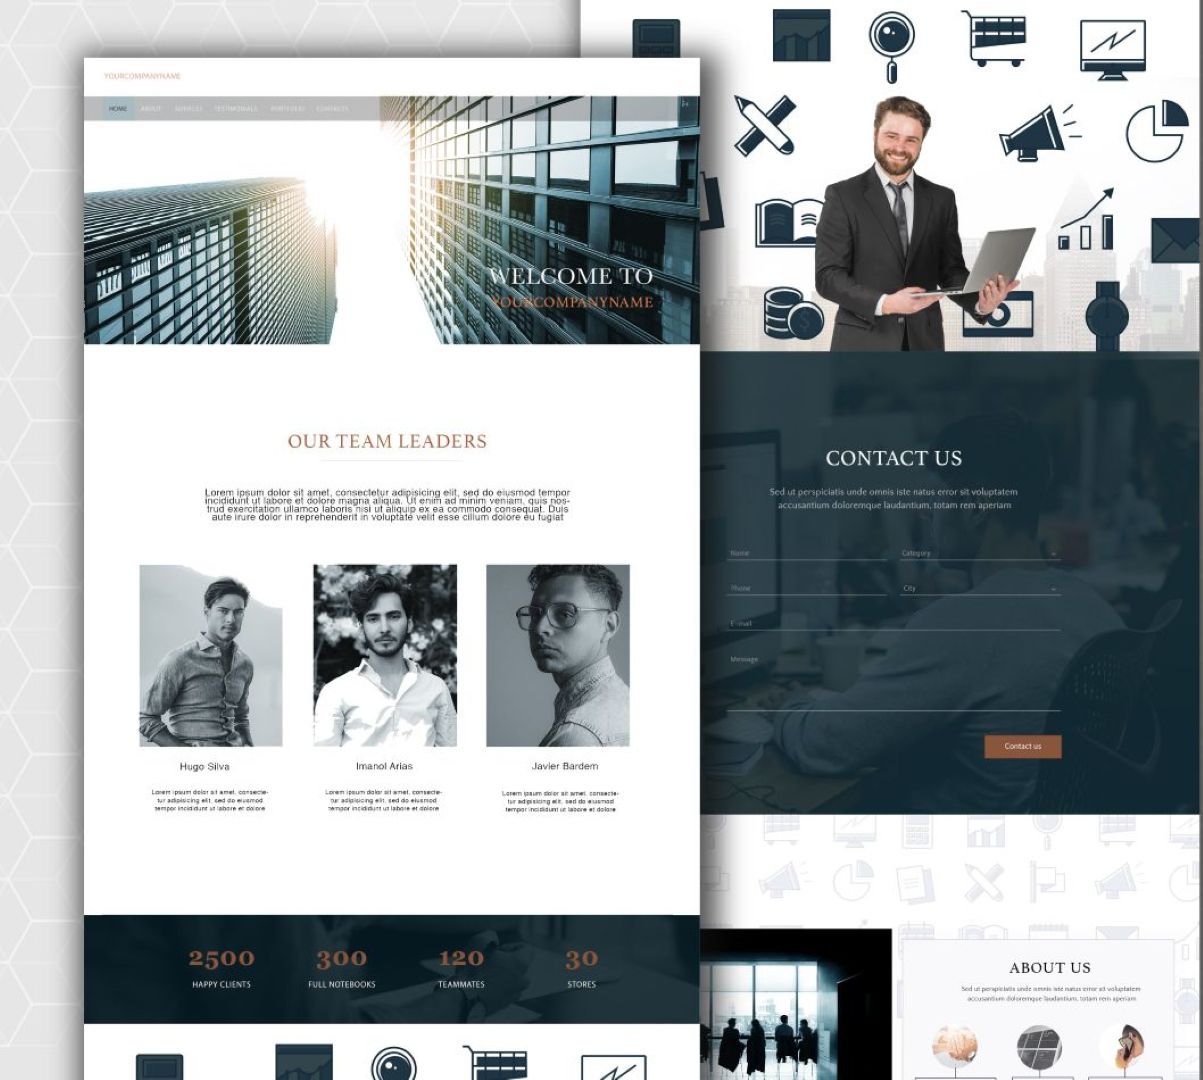 YOURCOMPANYNAME
HOME ABOUT SERVICES TESTIMONIALS PORTFOLIO CONTACTS
WELCOME TO
YOURCOMPANYNAME
OUR TEAM LEADERS
Lorem ipsum dolor sit amet, consectetur adipisicing elit, sed do eiusmod tempor
incididunt ut labore et dolore magna aliqua. Ut enim ad minim veniam, quis nos-
trud exercitation ullamco laboris nisi ut aliquip ex ea commodo consequat. Duis
aute irure dolor in reprehenderit in voluptate velit esse cillum dolore eu fugiat
Hugo Silva
Lorem ipsum dolor sit amet, consecte-
tur adipisicing elit, sed do eiusmod
tempor incididunt ut labore et dolore
Imanol Arias
Lorem ipsum dolor sit amet, consecte-
tur adipisicing elit, sed do eiusmod
tempor incididunt ut labore et dolore
Javier Bardem
Lorem ipsum dolor sit amet, consecte-
tur adipisicing elit, sed do eiusmod
tempor incididunt ut labore et dolore
2500
HAPPY CLIENTS
300
FULL NOTEBOOKS
120
TEAMMATES
30
STORES
CONTACT US
Sed ut perspiciatis unde omnis iste natus error sit voluptatem
accusantium doloremque laudantium, totam rem aperiam
Name
Category
Phone
City
E-mail
Message
Contact us
ABOUT US
Sed ut perspiciatis unde omnis iste natus error sit voluptatem
accusantium doloremque laudantium, totam rem aperiam